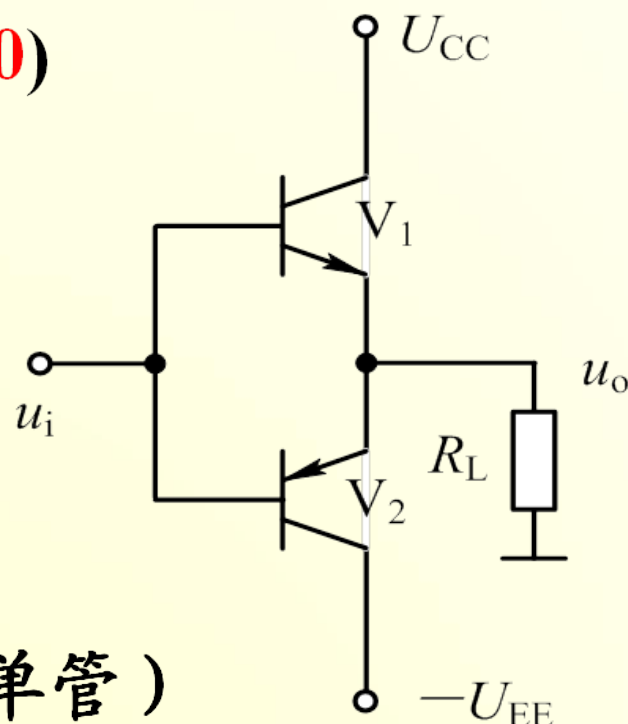 0)
U_CC
V_1
u_i
u_o
R_L
V_2
单管）
—U_EE